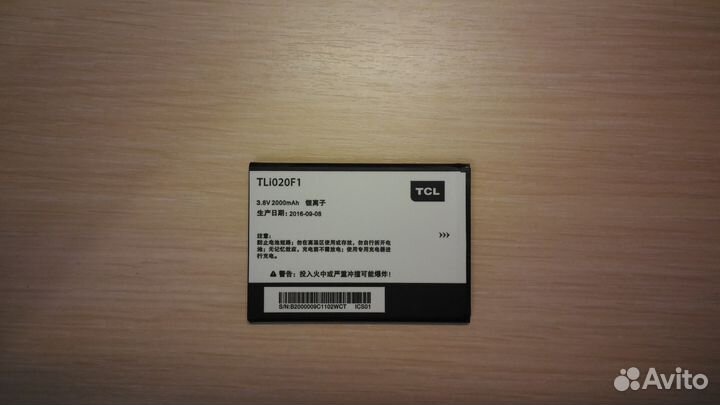 TLi020F1
TCL
3.8V 2000mAh 锂离子
生产日期: 2016-09-08
注意:
防止电池短路; 勿在高温区使用或存放, 勿自行拆开电
池; 无记忆效应, 充电前不需放电; 请用专用充电器进
行充电。
>>>
警告: 投入火中或严重冲撞可能爆炸!
S/N:B2000009C1102WCT ICS01
Avito